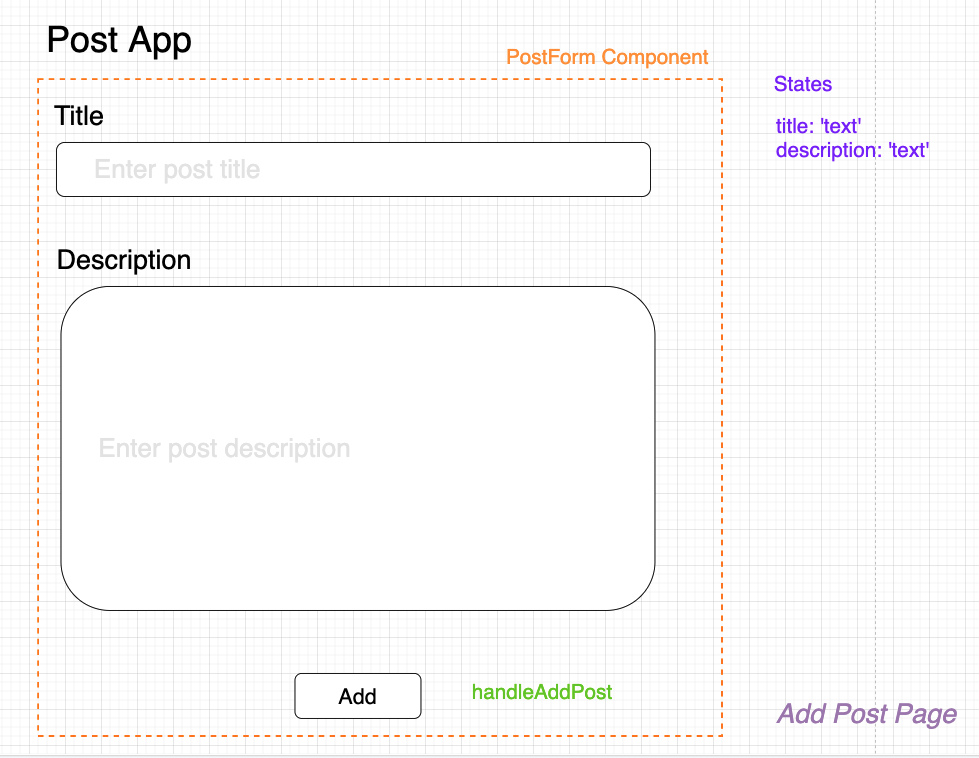 Post App
PostForm Component
States
Title
title: 'text'
description: 'text'
Enter post title
Description
Enter post description
Add
handleAddPost
Add Post Page